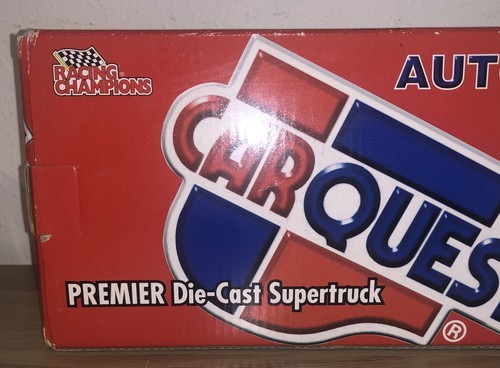 RACING
CHAMPIONS
AUT
CARQUES
®
PREMIER Die-Cast Supertruck